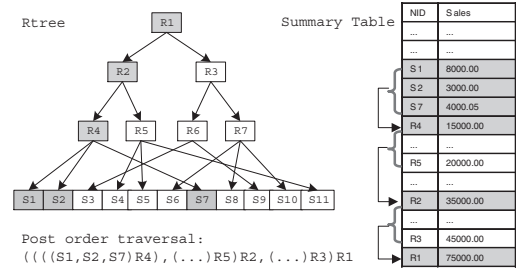 Rtree
R1
R2 R3
R4 R5 R6 R7
S1 S2 S3 S4 S5 S6 S7 S8 S9 S10 S11
Post order traversal:
((((S1,S2,S7)R4),(...)R5)R2,(...)R3)R1
Summary Table
NID Sales
... ...
... ...
S1 8000.00
S2 3000.00
S7 4000.05
R4 15000.00
... ...
R5 20000.00
... ...
R2 35000.00
... ...
R3 45000.00
R1 75000.00